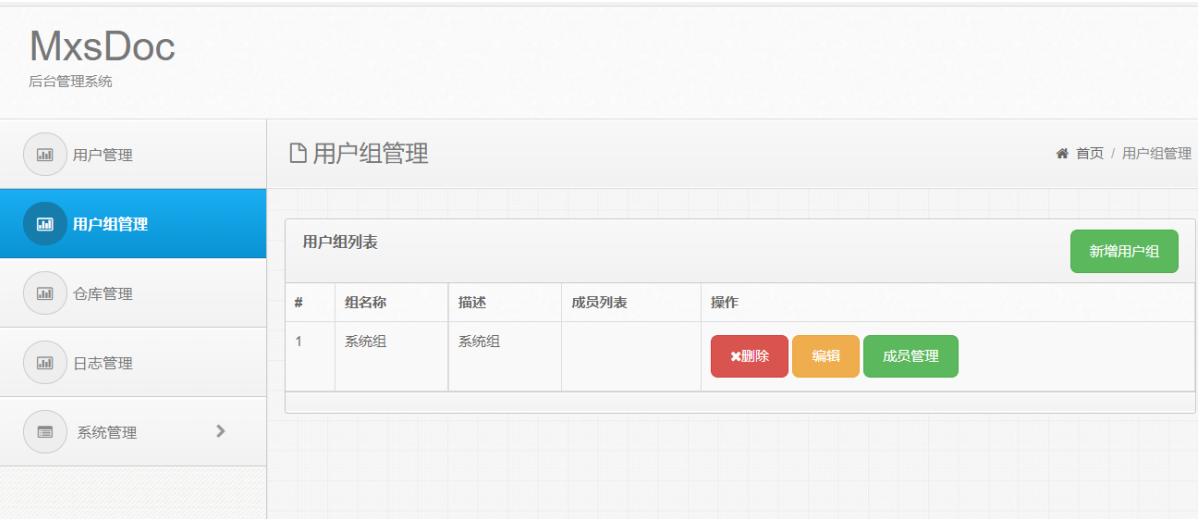 MxsDoc
后台管理系统
用户管理
用户组管理
仓库管理
日志管理
系统管理
用户组管理
首页 / 用户组管理
用户组列表
新增用户组
# 组名称 描述 成员列表 操作
1 系统组 系统组 删除 编辑 成员管理